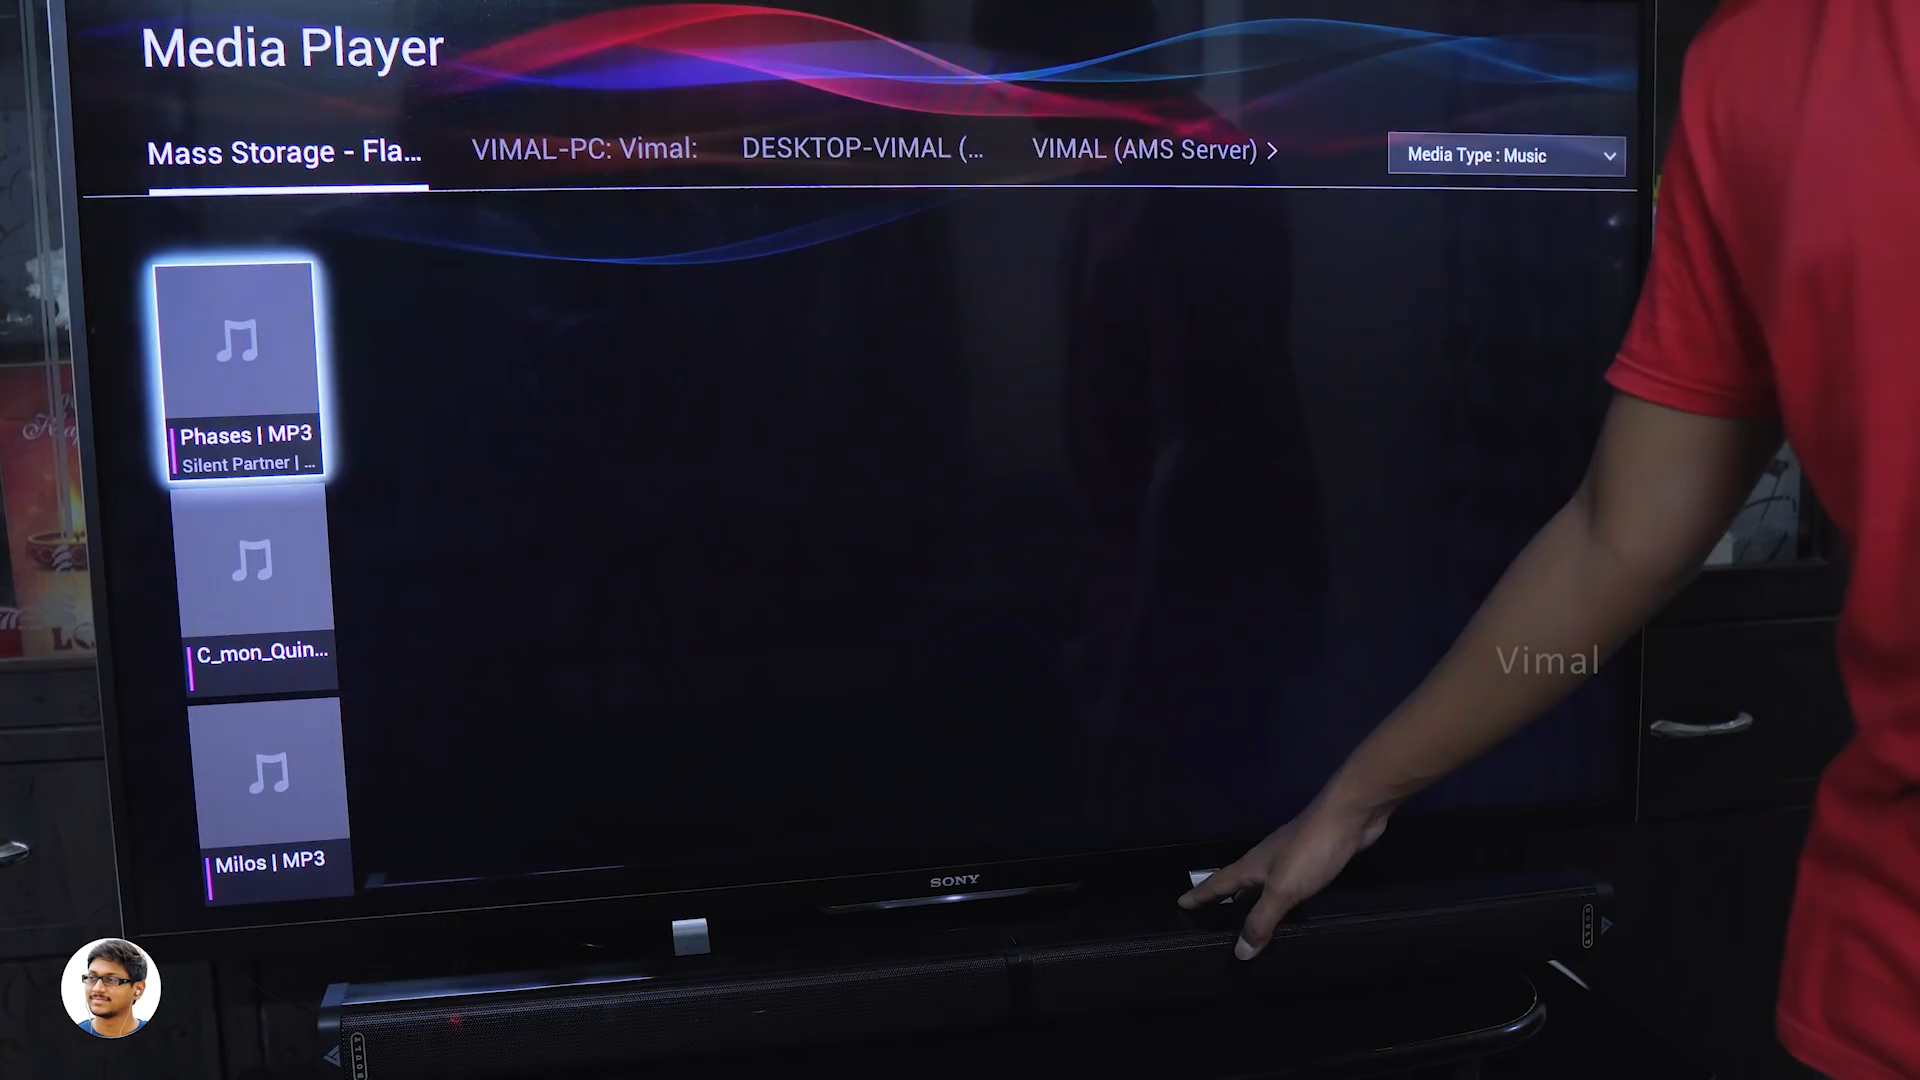 Media Player
Mass Storage - Fla...
VIMAL-PC: Vimal:
DESKTOP-VIMAL (...
VIMAL (AMS Server)
Media Type : Music
Phases | MP3
Silent Partner | ...
C_mon_Quin...
Milos | MP3
Vimal
SONY